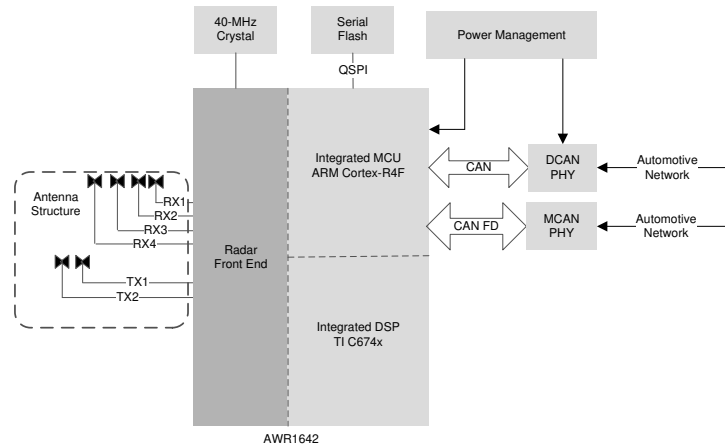 40-MHz
Crystal
Serial
Flash
Power Management
QSPI
Integrated MCU
ARM Cortex-R4F
CAN
DCAN
PHY
Automotive
Network
Antenna
Structure
RX1
RX2
RX3
RX4
Radar
Front End
CAN FD
MCAN
PHY
Automotive
Network
TX1
TX2
Integrated DSP
TI C674x
AWR1642